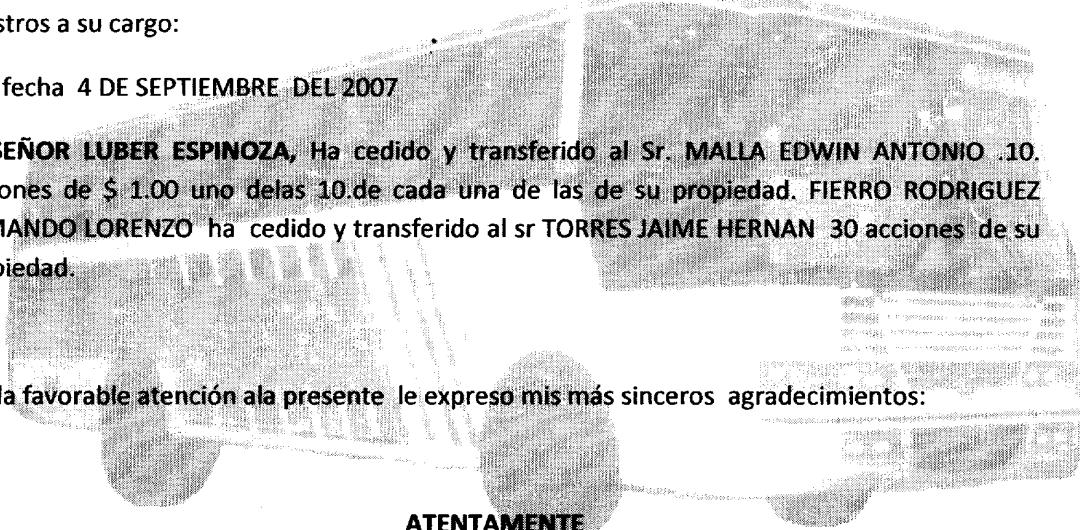 stros a su cargo:
fecha 4 DE SEPTIEMBRE DEL 2007
SEÑOR LUBER ESPINOZA, Ha cedido y transferido al Sr. MALLA EDWIN ANTONIO .10.
ones de $ 1.00 uno delas 10.de cada una de las de su propiedad. FIERRO RODRIGUEZ
MANDO LORENZO ha cedido y transferido al sr TORRES JAIME HERNAN 30 acciones de su
piedad.
la favorable atención ala presente le expreso mis más sinceros agradecimientos:
ATENTAMENTE